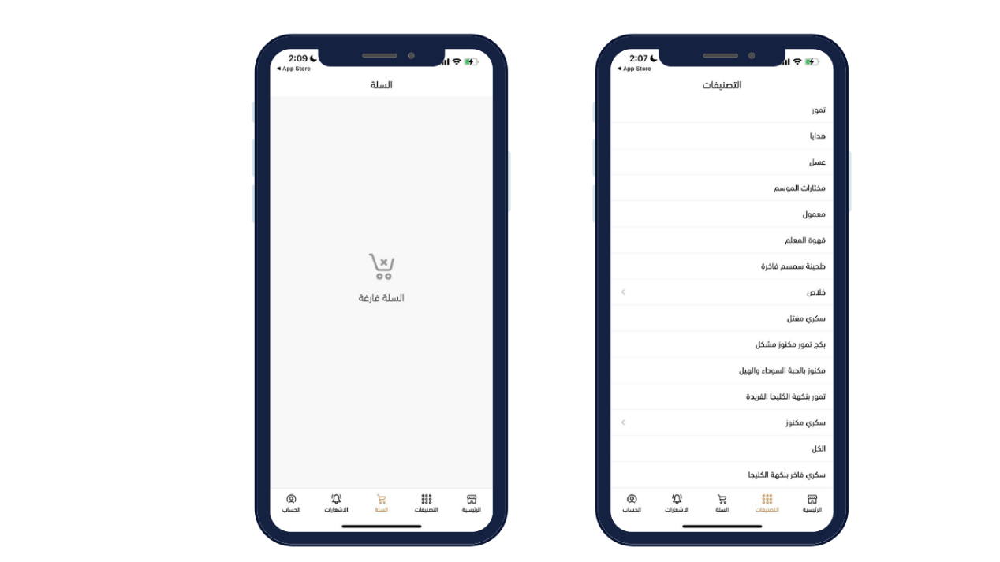 2:09
◄ App Store
السلة
السلة فارغة
الرئيسية
التصنيفات
السلة
الاشعارات
الحساب
2:07
◄ App Store
التصنيفات
تمور
هدايا
عسل
مختارات الموسم
معمول
قهوة المعلم
طحينة سمسم فاخرة
خلاص
سكري مفتل
بكج تمور مكنوز مشكل
مكنوز بالحبة السوداء والهيل
تمور بنكهة الكليجا الفريدة
سكري مكنوز
الكل
سكري فاخر بنكهة الكليجا
الرئيسية
التصنيفات
السلة
الاشعارات
الحساب